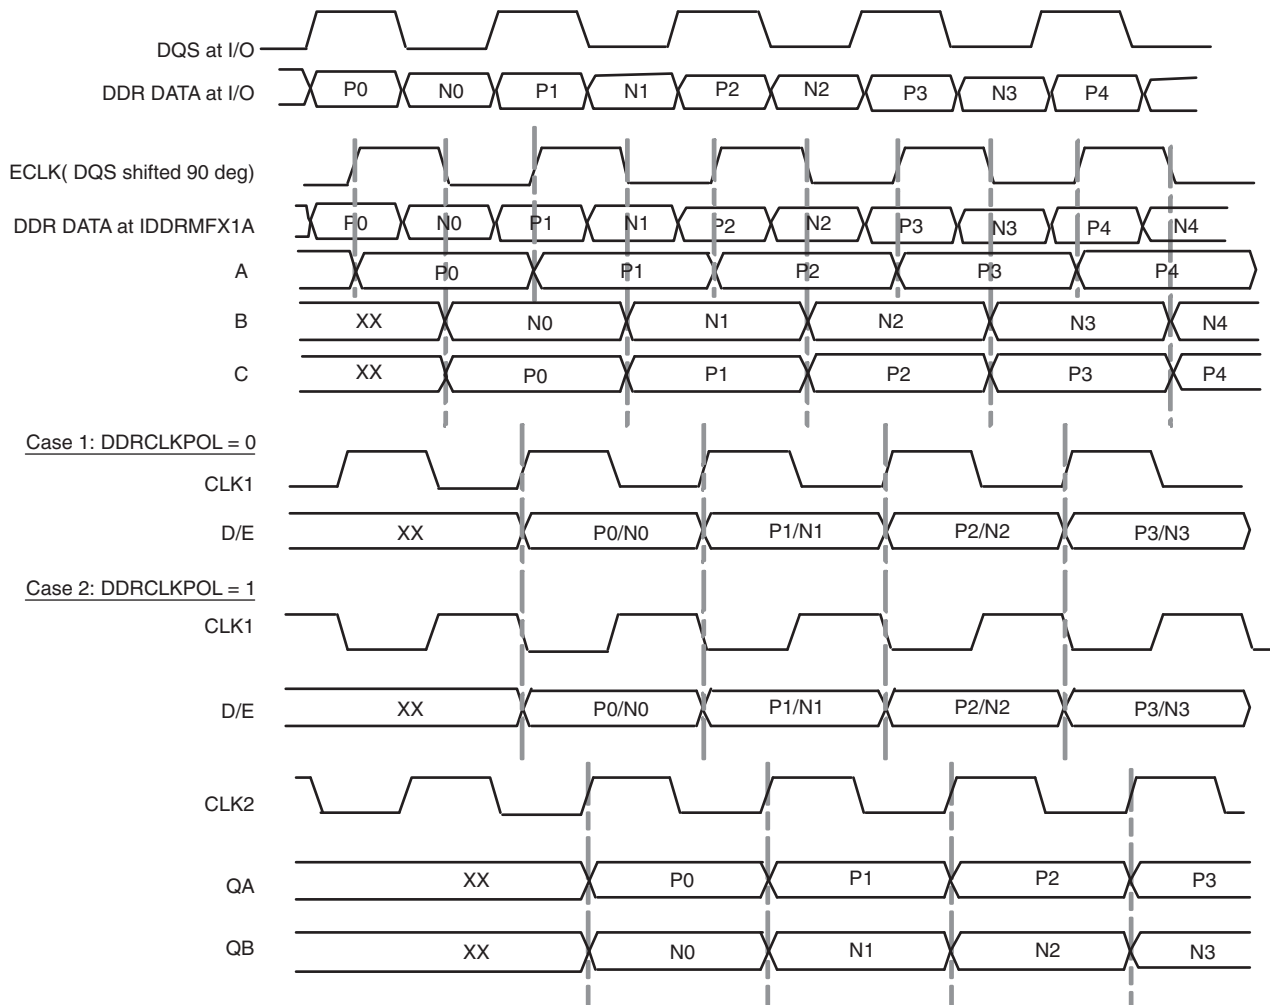 DQS at I/O
DDR DATA at I/O P0 N0 P1 N1 P2 N2 P3 N3 P4
ECLK( DQS shifted 90 deg)
DDR DATA at IDDRMFX1A P0 N0 P1 N1 P2 N2 P3 N3 P4 N4
A P0 P1 P2 P3 P4
B XX N0 N1 N2 N3 N4
C XX P0 P1 P2 P3 P4
Case 1: DDRCLKPOL = 0
CLK1
D/E XX P0/N0 P1/N1 P2/N2 P3/N3
Case 2: DDRCLKPOL = 1
CLK1
D/E XX P0/N0 P1/N1 P2/N2 P3/N3
CLK2
QA XX P0 P1 P2 P3
QB XX N0 N1 N2 N3